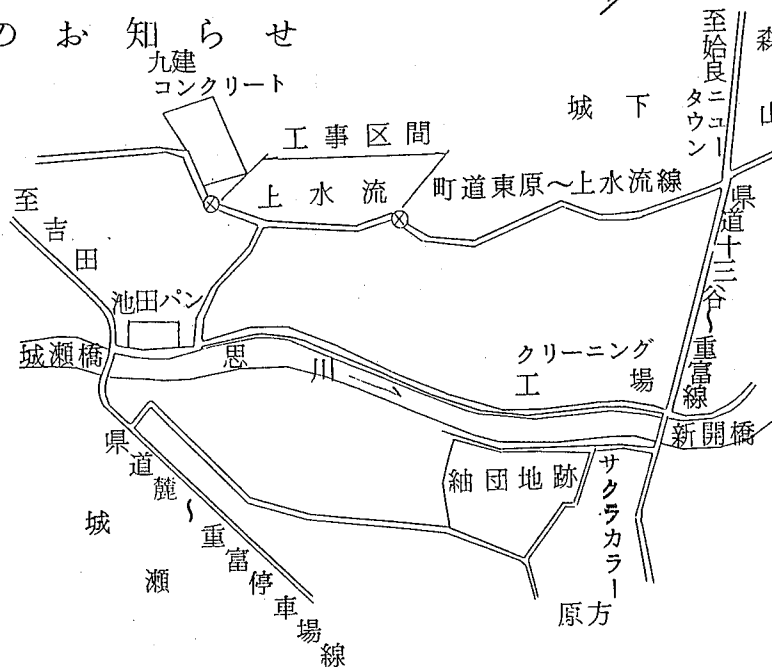 のお知らせ
九建
コンクリート
工事区間
城下
至姶良ニュータウン
森
山
上水流
町道東原〜上水流線
県道十三谷〜重富線
至吉田
池田パン
城瀬橋
思川
クリーニング
工場
新開橋
県道麓〜重富停車場線
紬団地跡
サクラカラー
城瀬
原方